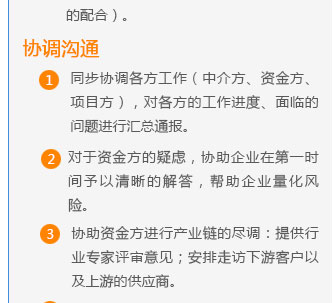 的配合）。
协调沟通
1 同步协调各方工作（中介方、资金方、
项目方），对各方的工作进度、面临的
问题进行汇总通报。
2 对于资金方的疑虑，协助企业在第一时
间予以清晰的解答，帮助企业量化风
险。
3 协助资金方进行产业链的尽调：提供行
业专家评审意见；安排走访下游客户以
及上游的供应商。